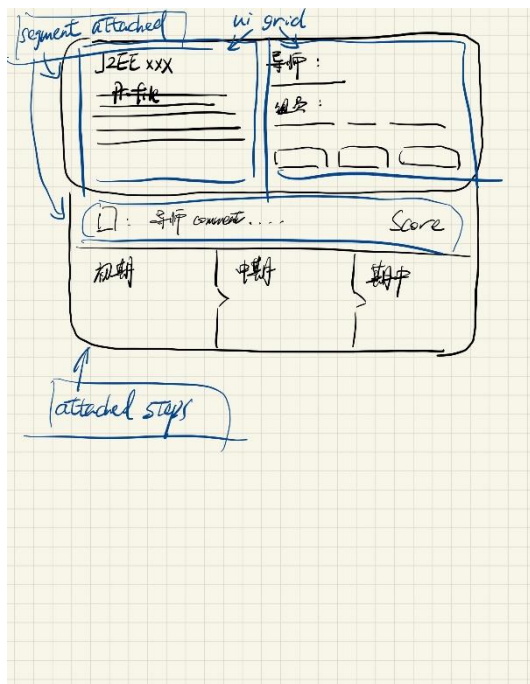 segment attached
ui grid
J2EE xxx
导师：
组员：
导师 comment....
Score
初期
中期
期中
attached steps